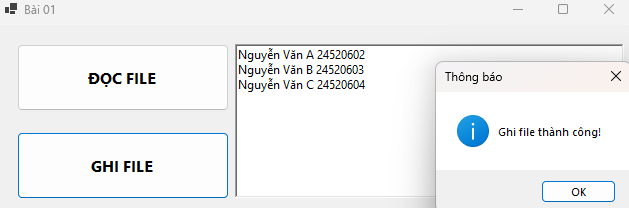 Bài 01
ĐỌC FILE
GHI FILE
Nguyễn Văn A 24520602
Nguyễn Văn B 24520603
Nguyễn Văn C 24520604
Thông báo
Ghi file thành công!
OK